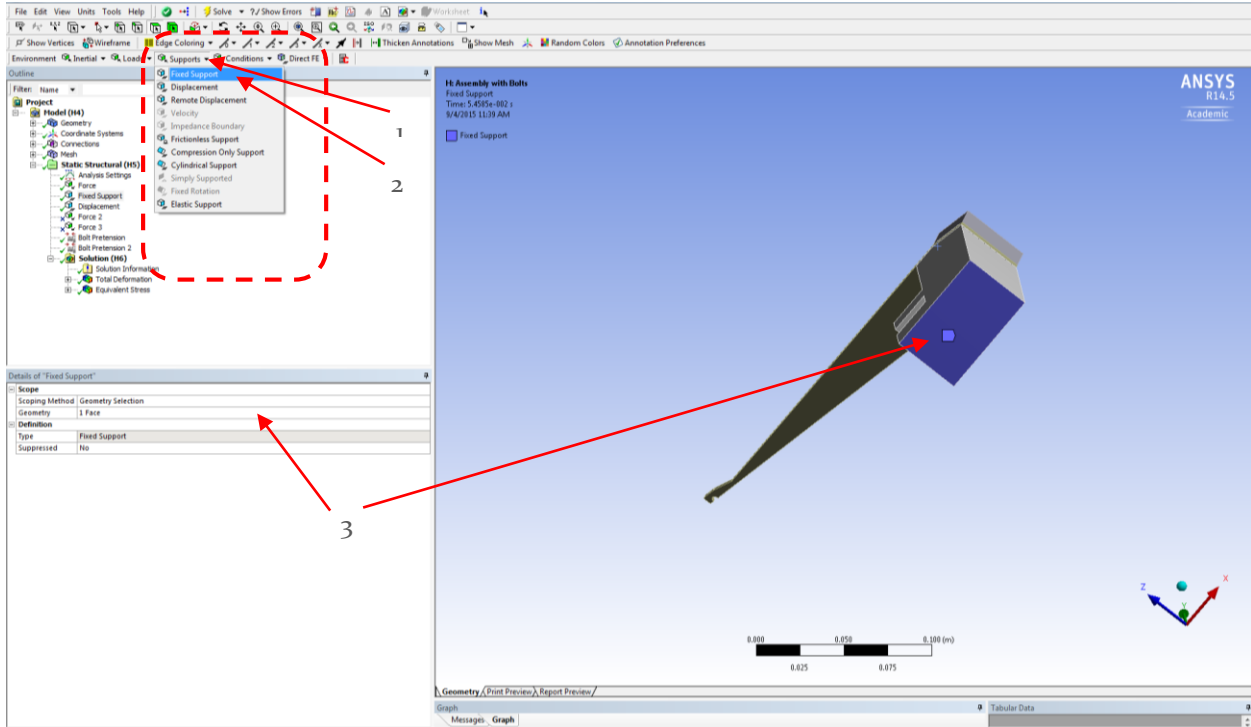 File Edit View Units Tools Help Solve ?/ Show Errors Worksheet
Show Vertices Wireframe Edge Coloring Thicken Annotations Show Mesh Random Colors Annotation Preferences
Environment Inertial Loads Supports Conditions Direct FE
Outline
Filter: Name
Project
Model (H4)
Geometry
Coordinate Systems
Connections
Mesh
Static Structural (H5)
Analysis Settings
Force
Fixed Support
Displacement
Force 2
Force 3
Bolt Pretension
Bolt Pretension 2
Solution (H6)
Solution Information
Total Deformation
Equivalent Stress
Fixed Support
Displacement
Remote Displacement
Velocity
Impedance Boundary
Frictionless Support
Compression Only Support
Cylindrical Support
Simply Supported
Fixed Rotation
Elastic Support
1
2
3
Details of "Fixed Support"
Scope
Scoping Method Geometry Selection
Geometry 1 Face
Definition
Type Fixed Support
Suppressed No
H: Assembly with Bolts
Fixed Support
Time: 5.4585e-002 s
9/4/2015 11:39 AM
Fixed Support
ANSYS
R14.5
Academic
Z
Y
X
0.000 0.050 0.100 (m)
0.025 0.075
Geometry Print Preview Report Preview
Graph
Messages Graph
Tabular Data